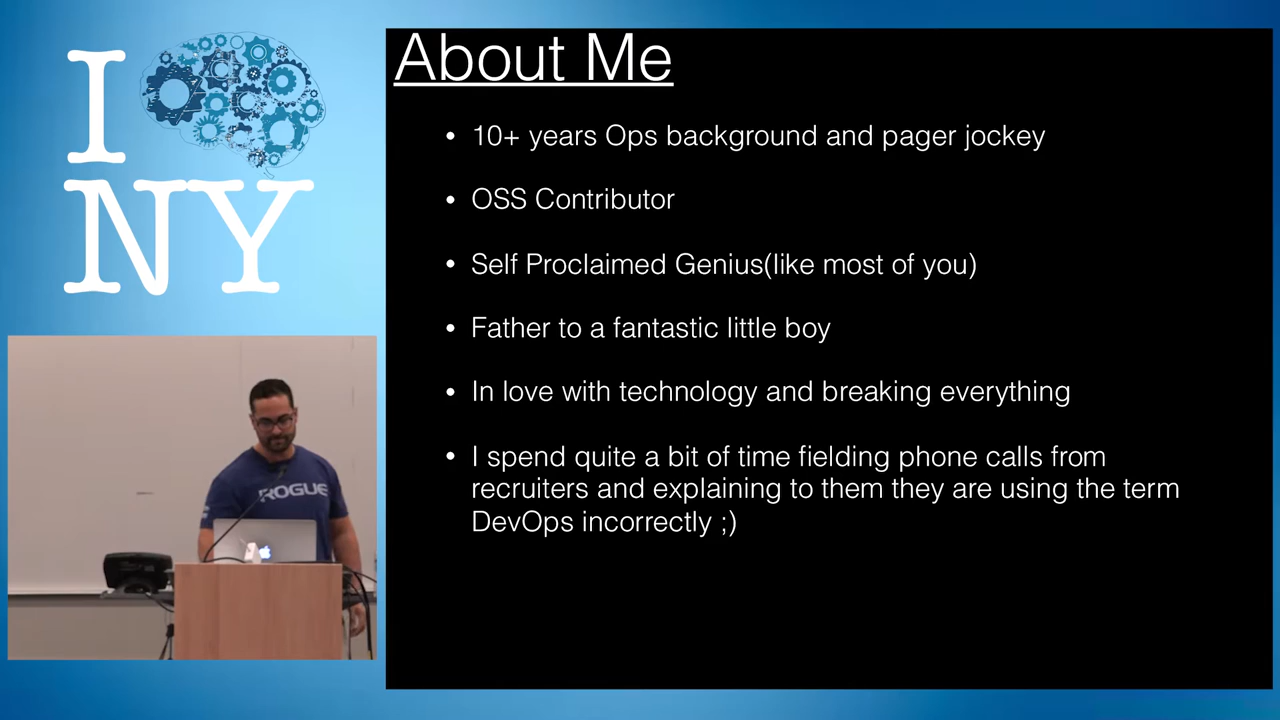 I
NY
About Me
• 10+ years Ops background and pager jockey
• OSS Contributor
• Self Proclaimed Genius(like most of you)
• Father to a fantastic little boy
• In love with technology and breaking everything
• I spend quite a bit of time fielding phone calls from
recruiters and explaining to them they are using the term
DevOps incorrectly ;)
ROGUE